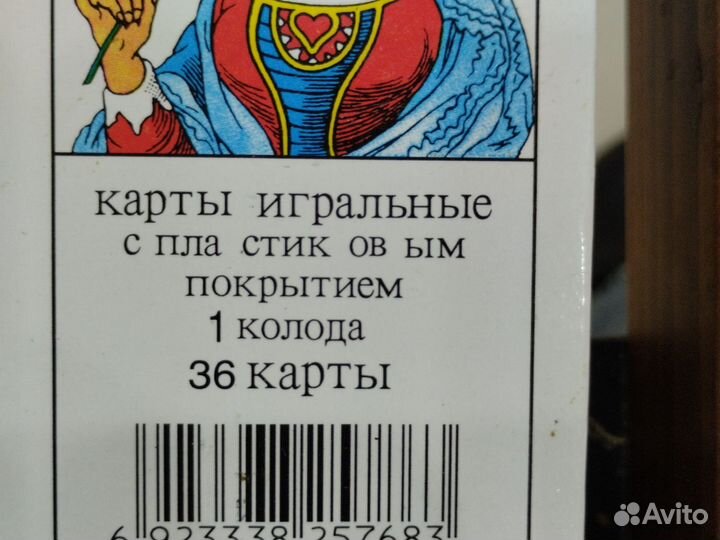 карты игральные
с пла стик ов ым
покрытием
1 колода
36 карты
6 923338 257683
Avito